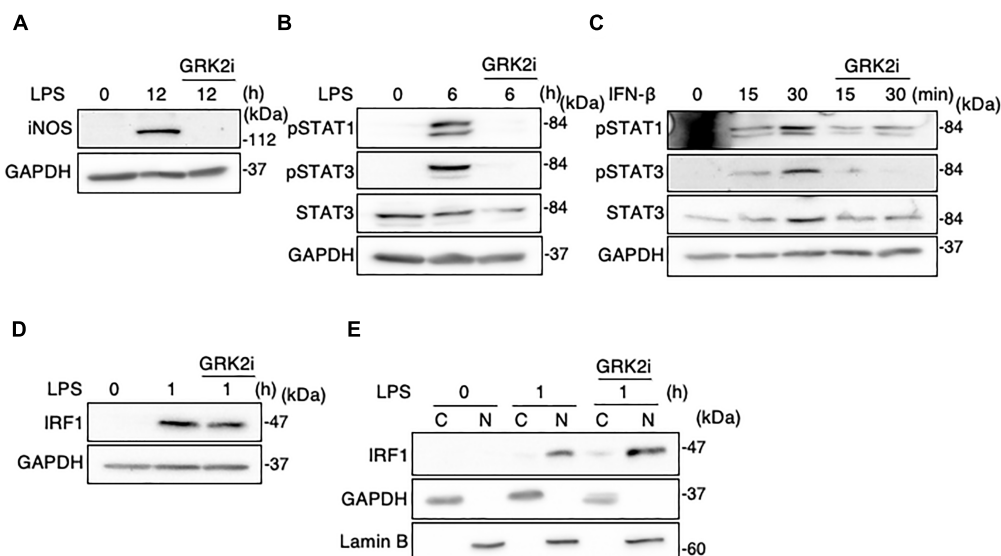 A
GRK2i
LPS 0 12 12 (h)
(kDa)
iNOS -112
GAPDH -37
B
GRK2i
LPS 0 6 6 (h) (kDa)
pSTAT1 -84
pSTAT3 -84
STAT3 -84
GAPDH -37
C
GRK2i
IFN-β 0 15 30 15 30 (min) (kDa)
pSTAT1 -84
pSTAT3 -84
STAT3 -84
GAPDH -37
D
GRK2i
LPS 0 1 1 (h) (kDa)
IRF1 -47
GAPDH -37
E
GRK2i
LPS 0 1 1 (h)
C N C N C N (kDa)
IRF1 -47
GAPDH -37
Lamin B -60